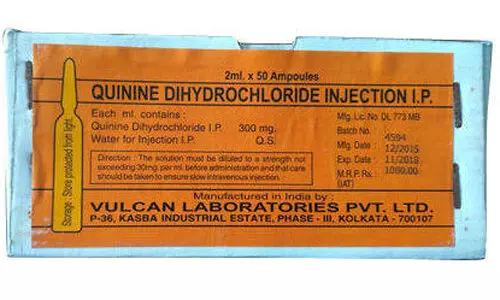 2ml. x 50 Ampoules
QUININE DIHYDROCHLORIDE INJECTION I.P.
Each ml. contains :
Quinine Dihydrochloride I.P. 300 mg.
Water for Injection I.P. Q.S.
Direction : The solution must be diluted to a strength not
exceeding 30mg. per ml. before administration and that care
should be taken to ensure slow intravenous injection.
Mfg. Lic. No. DL 773 MB
Batch No. 4594
Mfg. Date : 12/2015
Exp. Date : 11/2018
M.R.P. Rs. : 1080.00
(IAT)
Storage : Store protected from light.
Manufactured in India by :
VULCAN LABORATORIES PVT. LTD.
P-36, KASBA INDUSTRIAL ESTATE, PHASE - III, KOLKATA - 700107